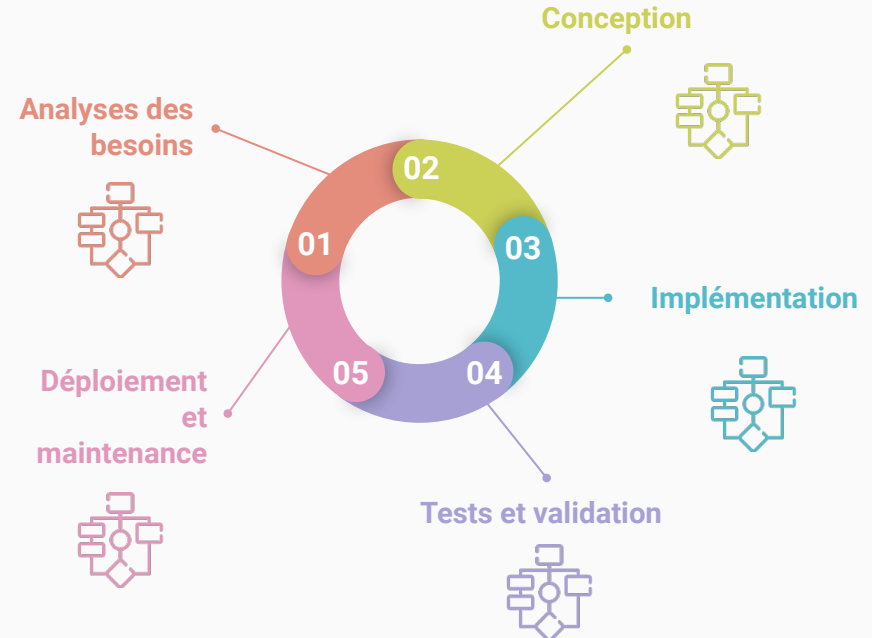 Conception
Analyses des
besoins
02
01
03
Implémentation
Déploiement
et
maintenance
05
04
Tests et validation